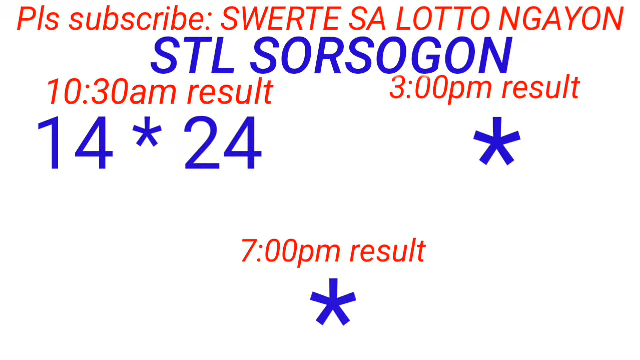 Pls subscribe: SWERTE SA LOTTO NGAYON
STL SORSOGON
10:30am result
14 * 24
3:00pm result
*
7:00pm result
*